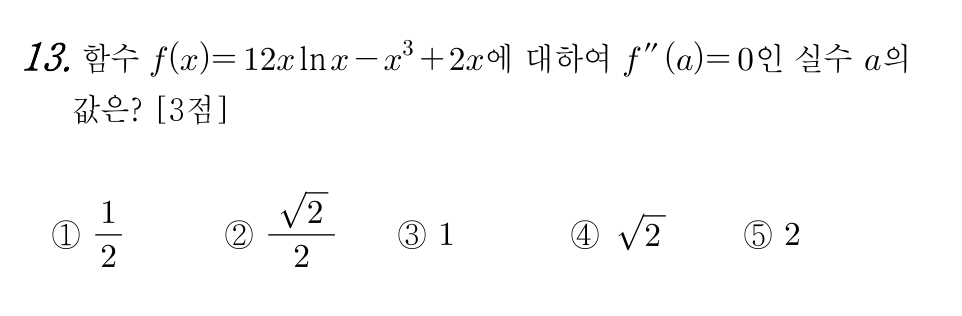 13. 함수 f(x)=12x ln x−x³+2x에 대하여 f″(a)=0인 실수 a의
값은? [3점]
① 1/2 ② √2/2 ③ 1 ④ √2 ⑤ 2